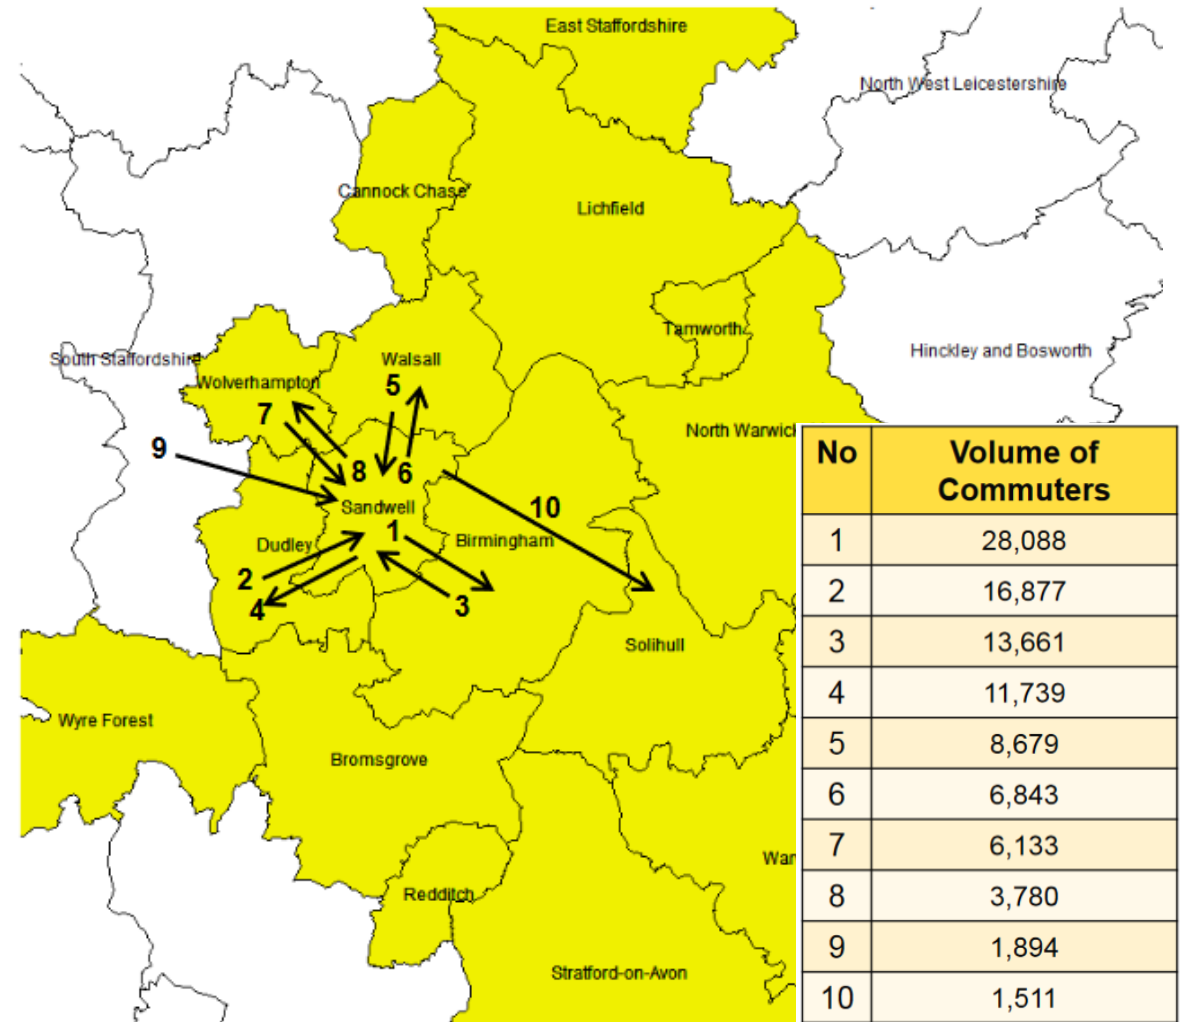 East Staffordshire
North West Leicestershire
Cannock Chase
Lichfield
Tamworth
South Staffordshire
Walsall
Hinckley and Bosworth
Wolverhampton
5
7
North Warwick
9
8
6
Sandwell
10
1
Dudley
Birmingham
2
4
3
Solihull
Wyre Forest
Bromsgrove
War
Redditch
Stratford-on-Avon
No Volume of
Commuters
1 28,088
2 16,877
3 13,661
4 11,739
5 8,679
6 6,843
7 6,133
8 3,780
9 1,894
10 1,511